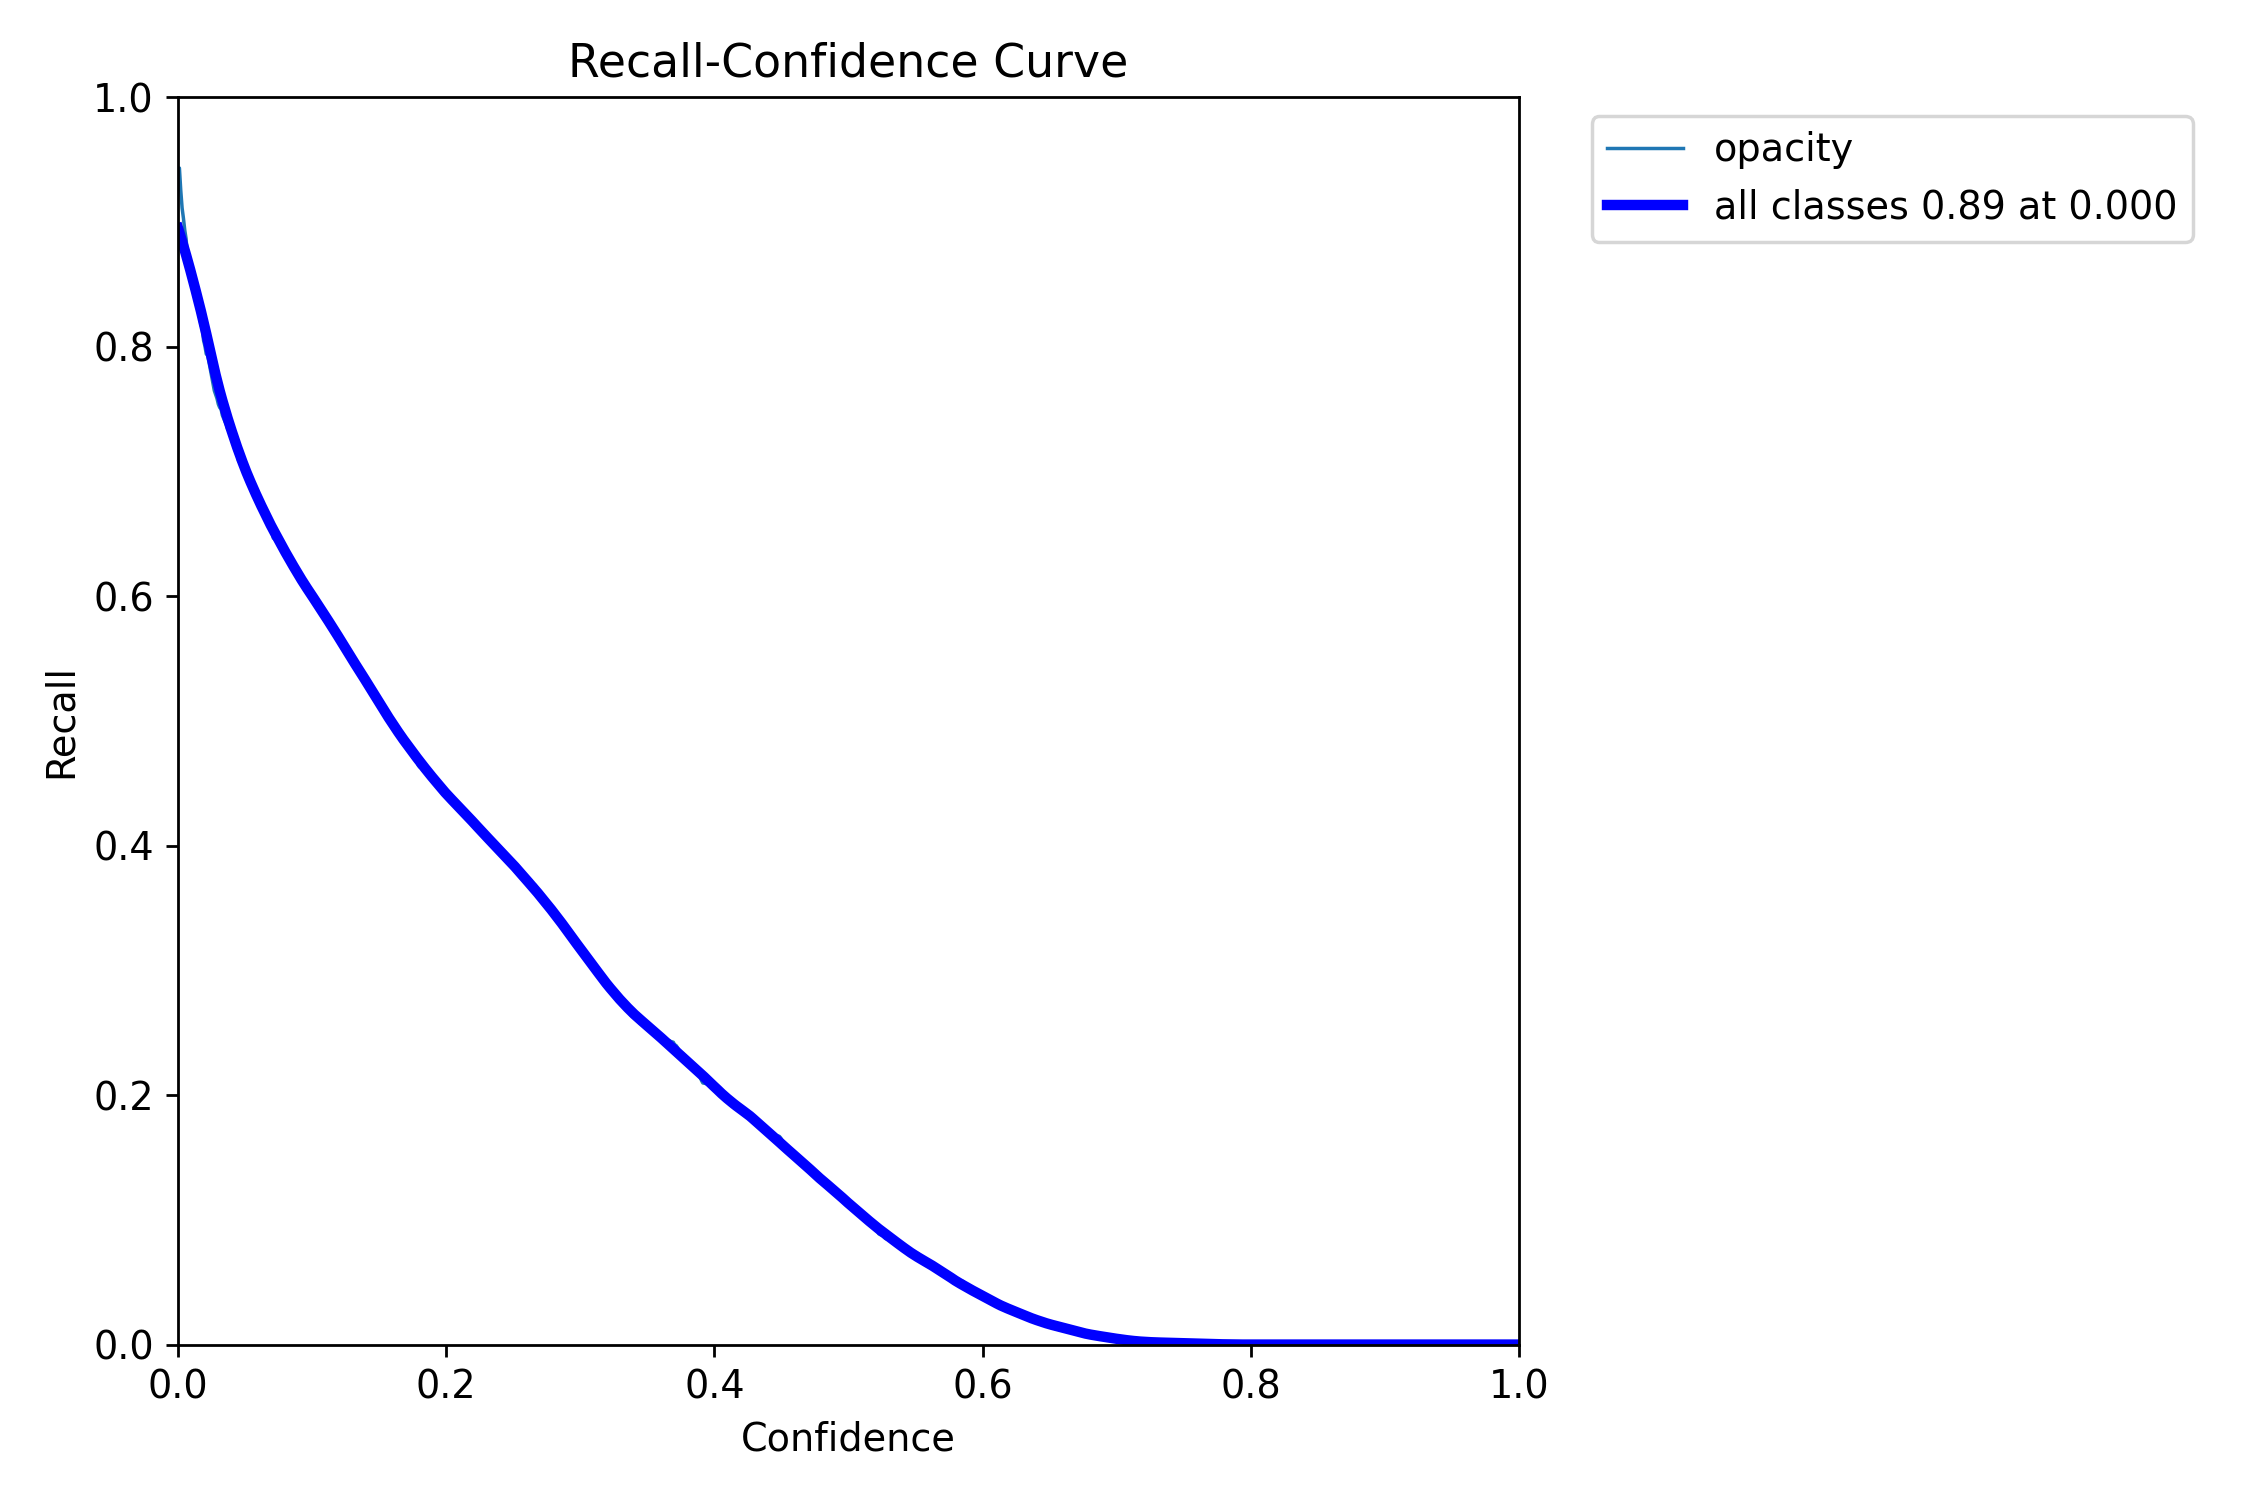 Recall-Confidence Curve
1.0
0.8
0.6
0.4
0.2
0.0
Recall
0.0 0.2 0.4 0.6 0.8 1.0
Confidence
opacity
all classes 0.89 at 0.000